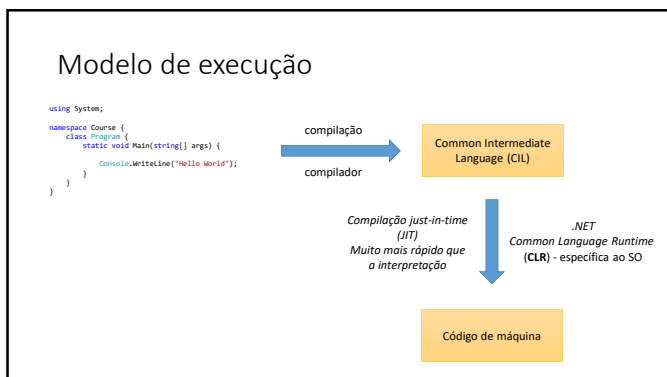 Modelo de execução
using System;
namespace Course {
    class Program {
        static void Main(string[] args) {
            Console.WriteLine("Hello World");
        }
    }
}
compilação
compilador
Common Intermediate
Language (CIL)
Compilação just-in-time
(JIT)
Muito mais rápido que
a interpretação
.NET
Common Language Runtime
(CLR) - específica ao SO
Código de máquina